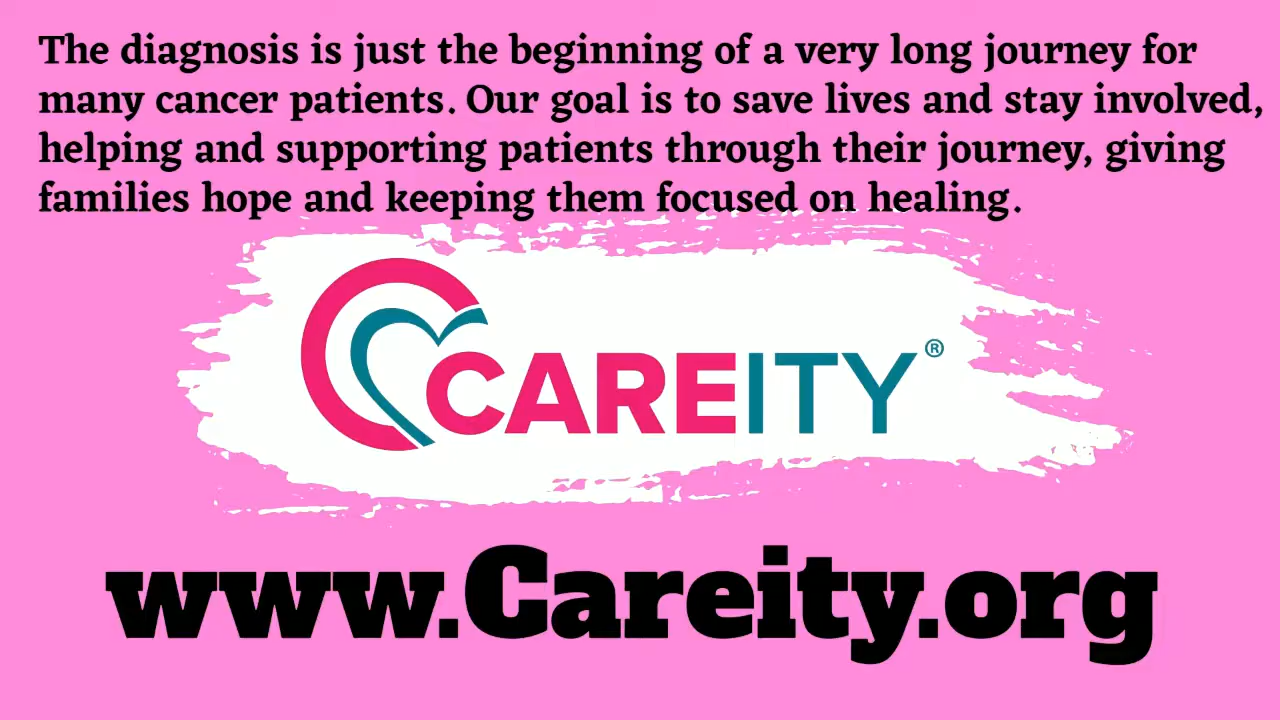 The diagnosis is just the beginning of a very long journey for
many cancer patients. Our goal is to save lives and stay involved,
helping and supporting patients through their journey, giving
families hope and keeping them focused on healing.
CAREITY®
www.Careity.org